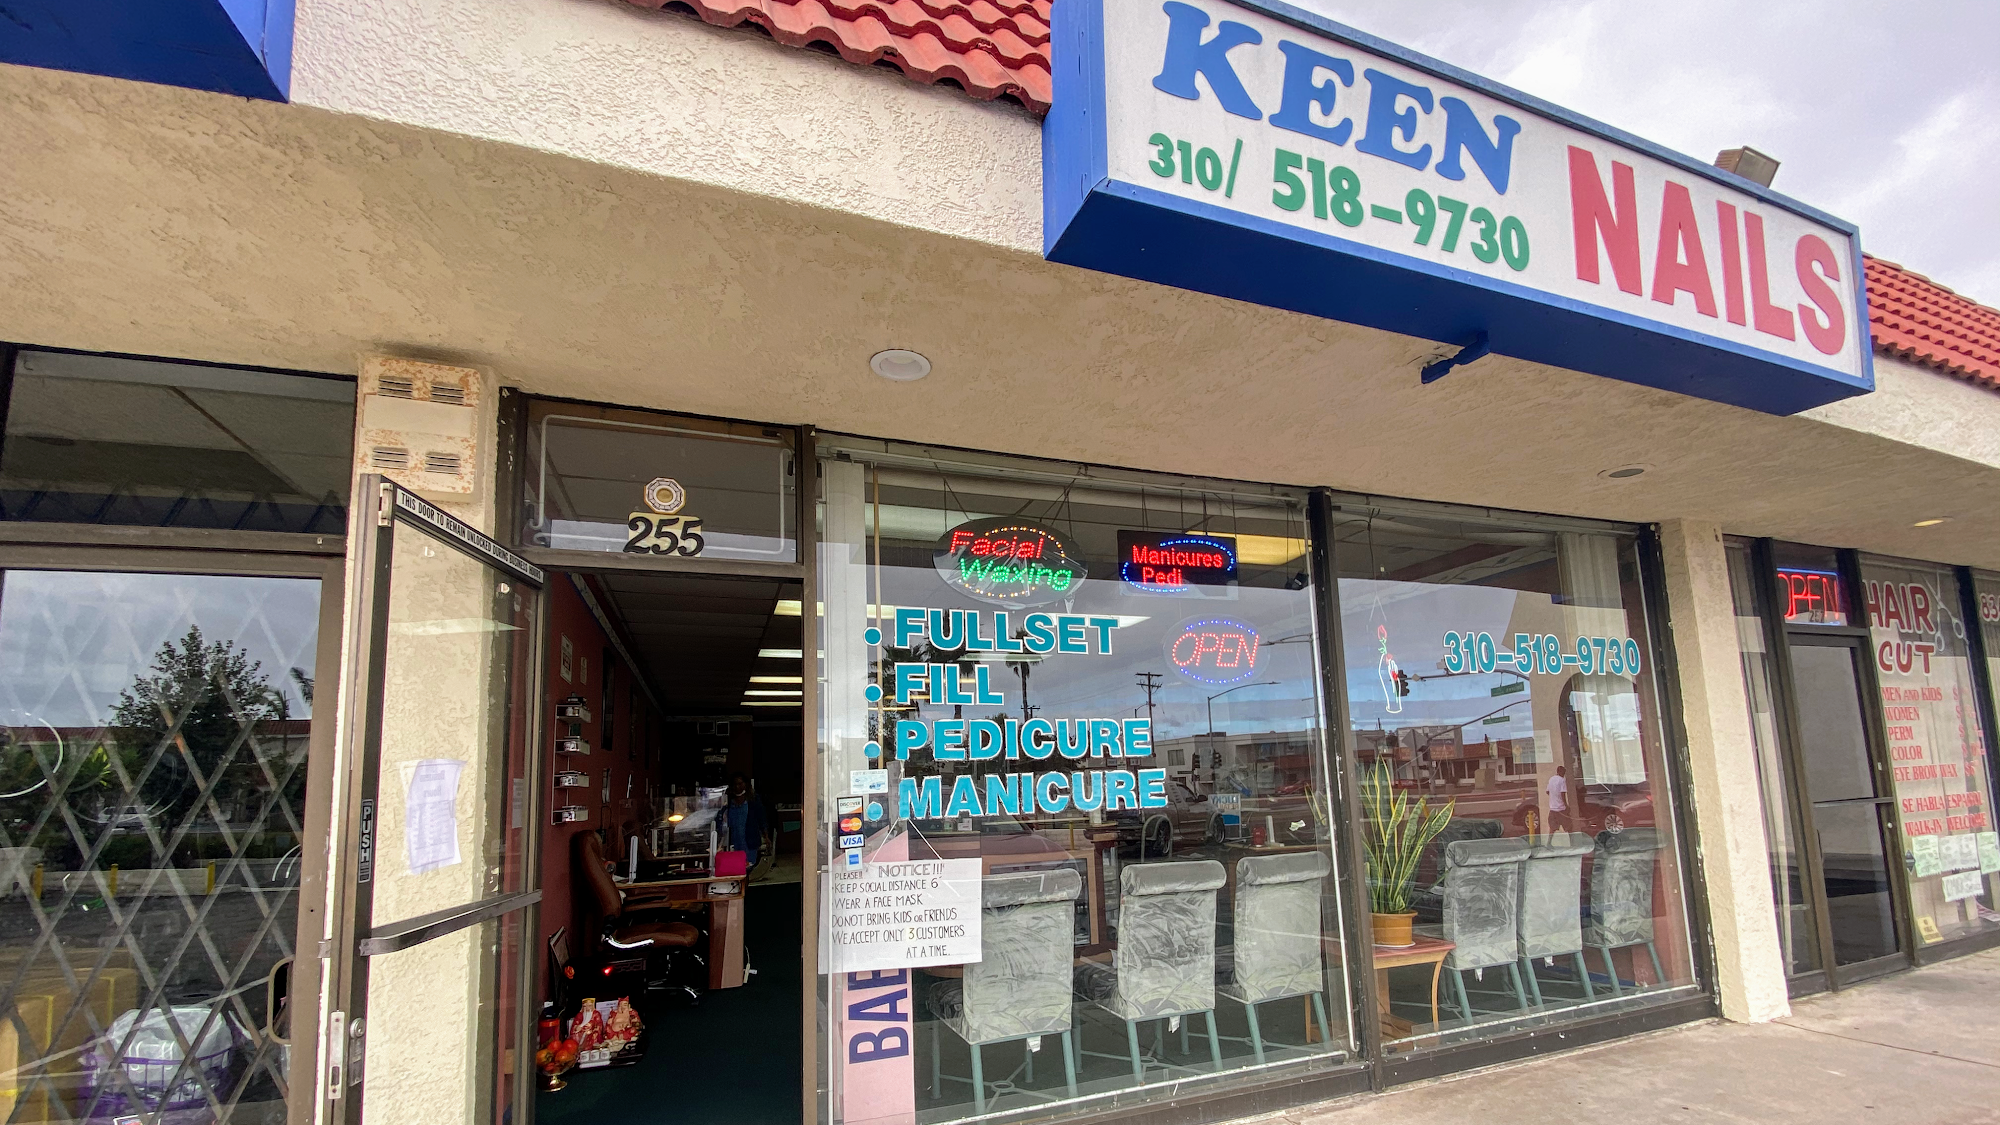 KEEN
NAILS
310/ 518-9730
THIS DOOR TO REMAIN UNLOCKED DURING BUSINESS HOURS
255
Facial
Waxing
Manicures
Pedi
OPEN
• FULLSET
• FILL
• PEDICURE
• MANICURE
310-518-9730
PUSH
DISCOVER
VISA
NOTICE!!!
PLEASE!!
KEEP SOCIAL DISTANCE 6'
WEAR A FACE MASK
DO NOT BRING KIDS OR FRIENDS
WE ACCEPT ONLY 3 CUSTOMERS
AT A TIME.
OPEN
HAIR
CUT
MEN AND KIDS
WOMEN
PERM
COLOR
EYE BROW WAX
SE HABLA ESPAÑOL
WALK-IN WELCOME